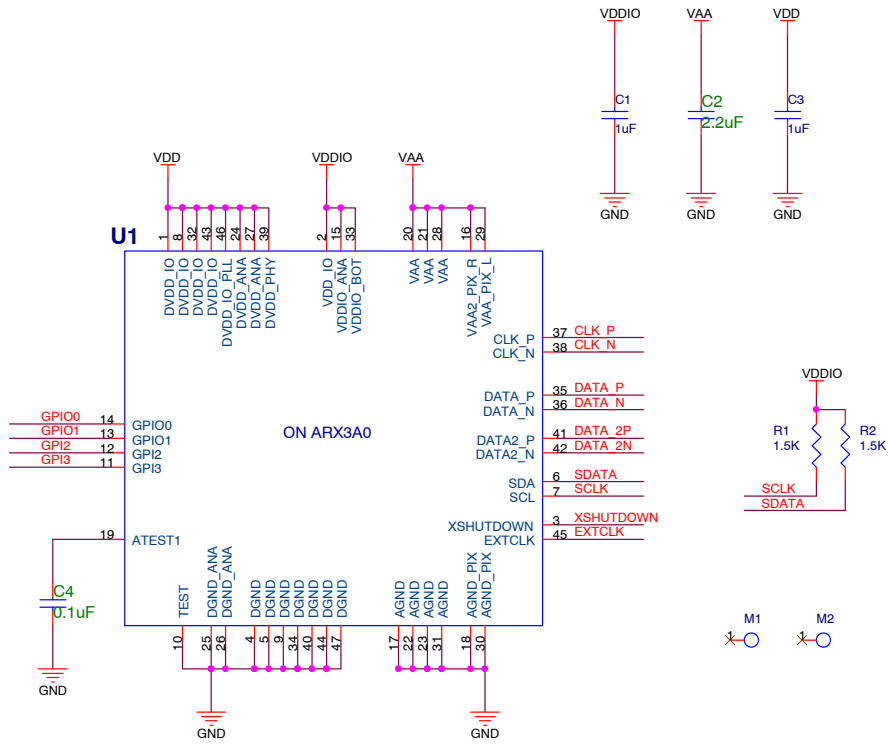 VDDIO VAA VDD
C1 C2 C3
1uF 2.2uF 1uF
GND GND GND
VDD VDDIO VAA
U1
1 8 32 43 46 24 27 39 2 15 33 20 21 28 16 29
DVDD_IO
DVDD_IO
DVDD_IO
DVDD_IO
DVDD_IO_PLL
DVDD_ANA
DVDD_ANA
DVDD_PHY
VDD_IO
VDDIO_ANA
VDDIO_BOT
VAA
VAA
VAA
VAA2_PIX_R
VAA_PIX_L
CLK_P 37 CLK_P
CLK_N 38 CLK_N
DATA_P 35 DATA_P
DATA_N 36 DATA_N
DATA2_P 41 DATA_2P
DATA2_N 42 DATA_2N
SDA 6 SDATA
SCL 7 SCLK
XSHUTDOWN 3 XSHUTDOWN
EXTCLK 45 EXTCLK
GPIO0 14 GPIO0
GPIO1 13 GPIO1
GPI2 12 GPI2
GPI3 11 GPI3
ON ARX3A0
19 ATEST1
C4
0.1uF
GND
TEST
DGND_ANA
DGND_ANA
DGND
DGND
DGND
DGND
DGND
DGND
DGND
AGND
AGND
AGND
AGND
AGND_PIX
AGND_PIX
10 25 26 4 5 9 34 40 44 47 17 22 23 31 18 30
GND GND
VDDIO
R1 R2
1.5K 1.5K
SCLK
SDATA
M1 M2
1 1